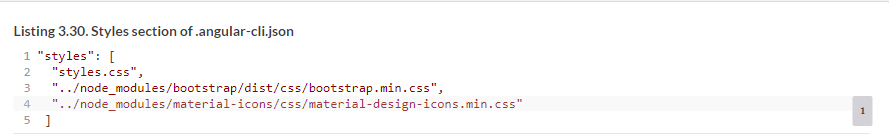 Listing 3.30. Styles section of .angular-cli.json
1 "styles": [
2   "styles.css",
3   "../node_modules/bootstrap/dist/css/bootstrap.min.css",
4   "../node_modules/material-icons/css/material-design-icons.min.css"
1
5 ]